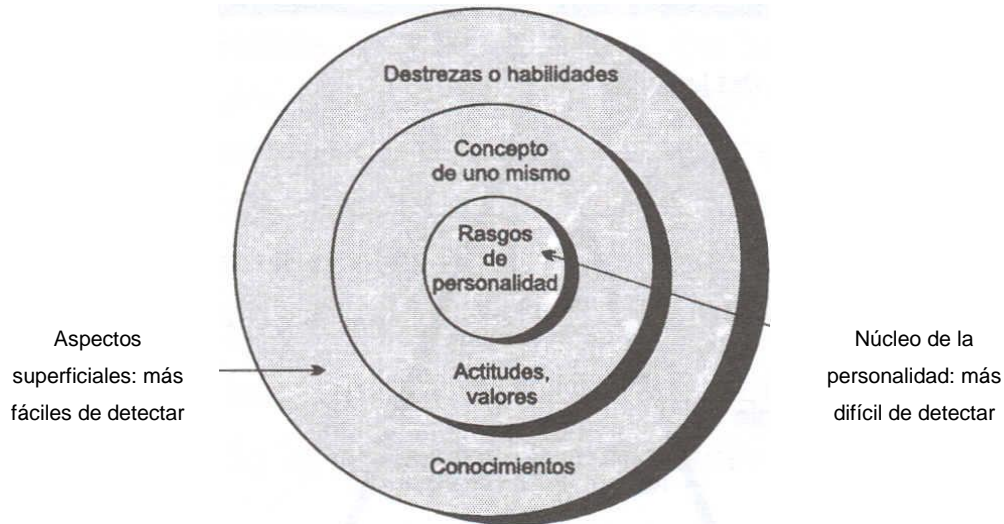 Destrezas o habilidades
Concepto
de uno mismo
Rasgos
de
personalidad
Aspectos
superficiales: más
fáciles de detectar
Núcleo de la
personalidad: más
difícil de detectar
Actitudes,
valores
Conocimientos